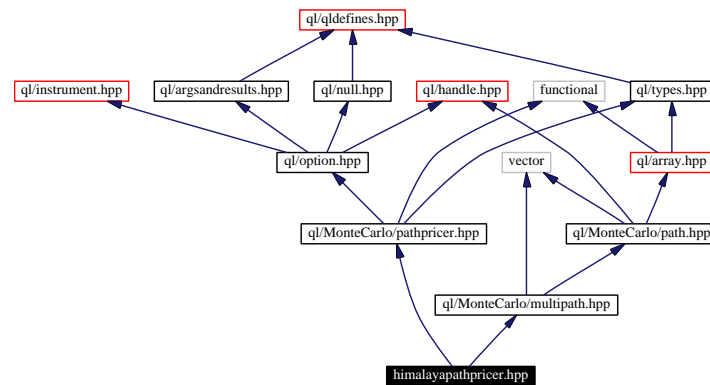 ql/qldefines.hpp
ql/instrument.hpp
ql/argsandresults.hpp
ql/null.hpp
ql/handle.hpp
functional
ql/types.hpp
ql/option.hpp
vector
ql/array.hpp
ql/MonteCarlo/pathpricer.hpp
ql/MonteCarlo/path.hpp
ql/MonteCarlo/multipath.hpp
himalayapathpricer.hpp